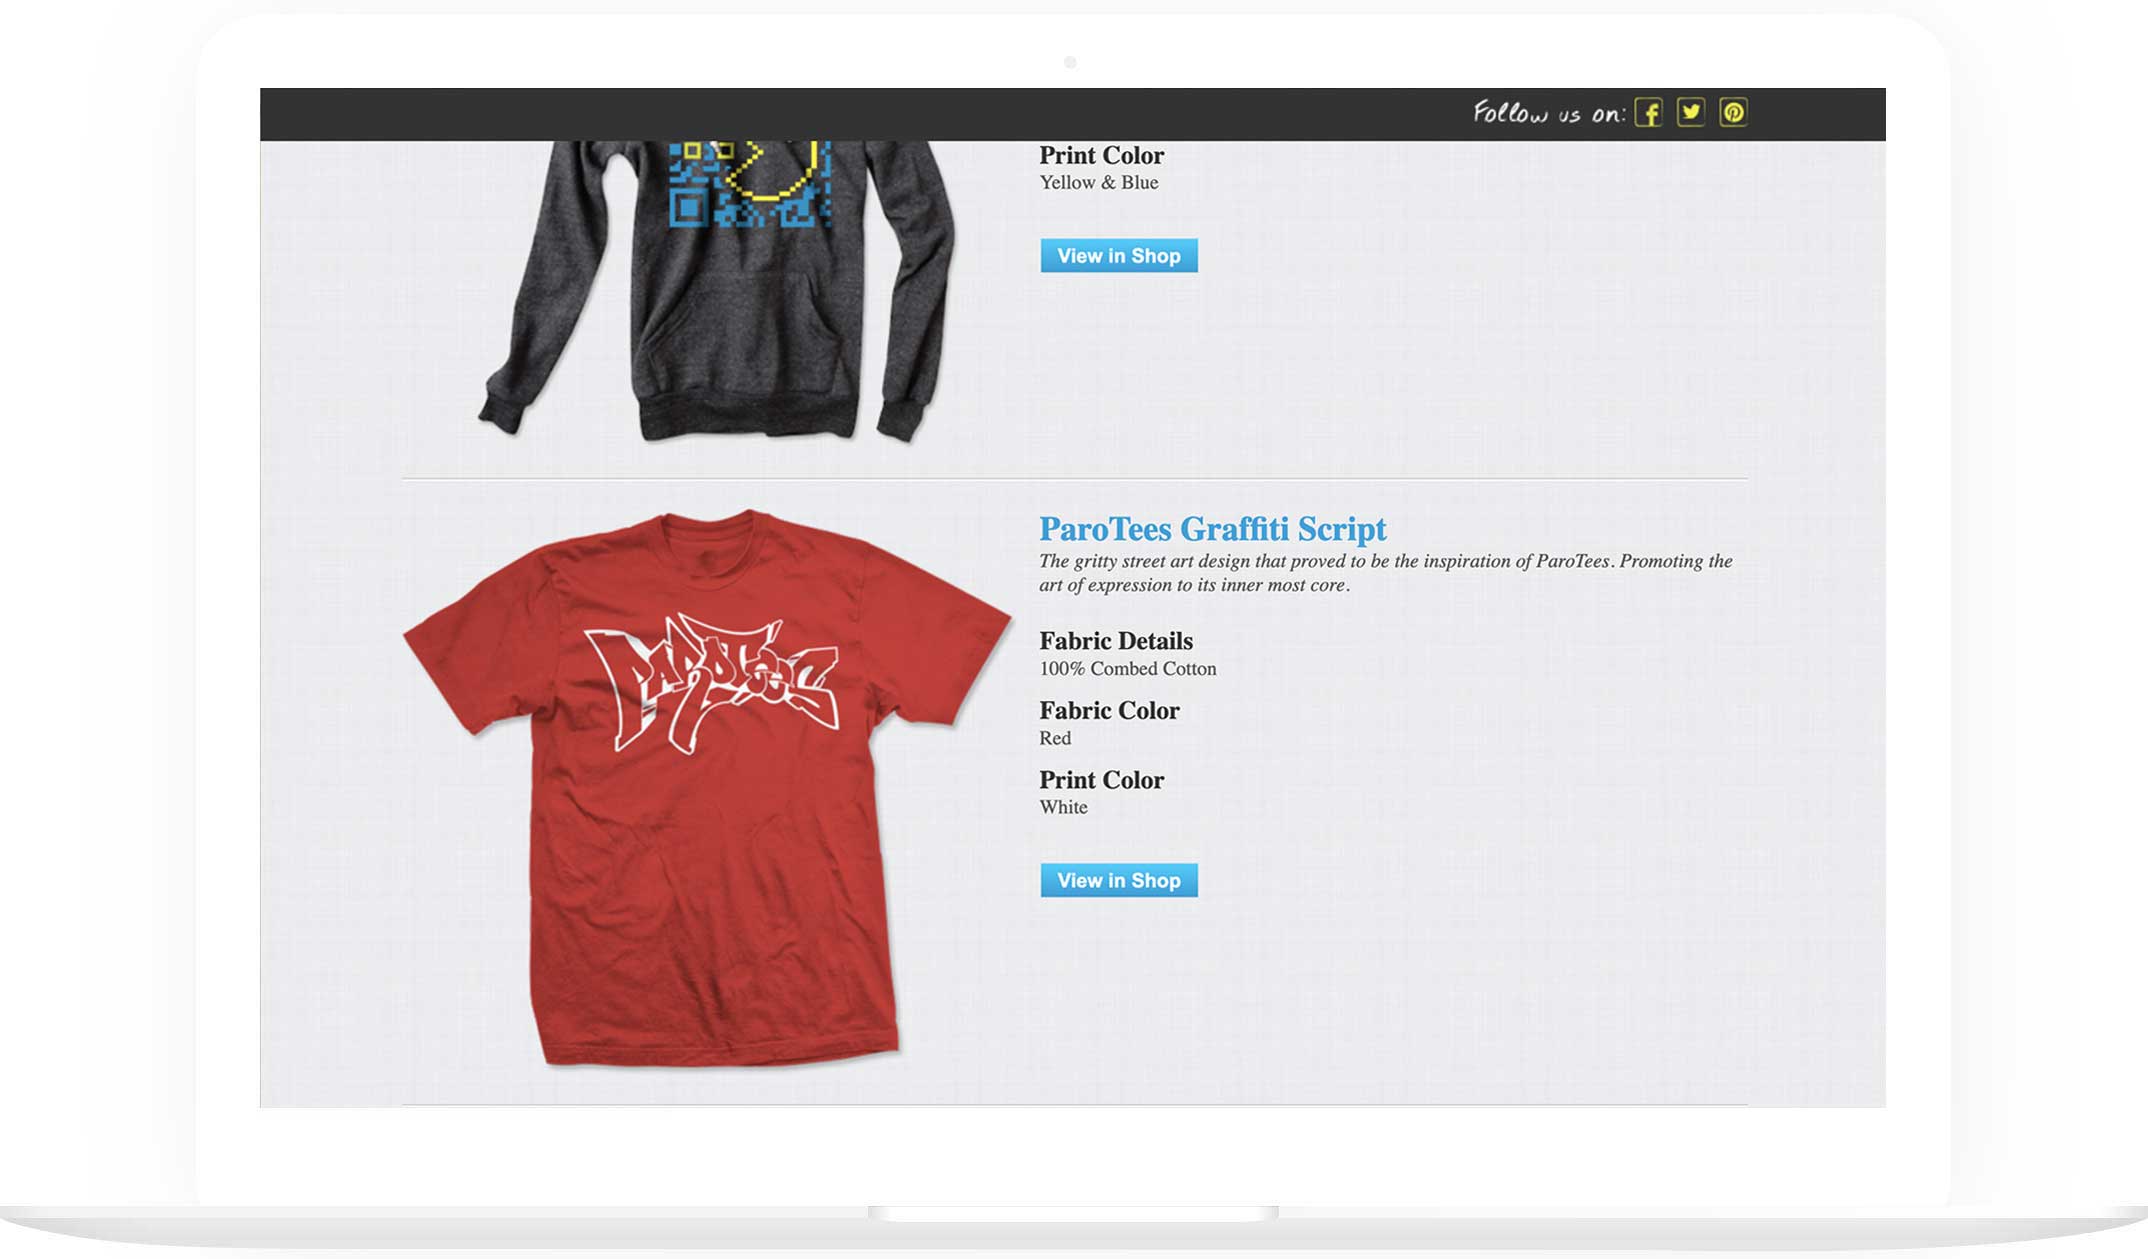 Follow us on:
Print Color
Yellow & Blue
View in Shop
ParoTees Graffiti Script
The gritty street art design that proved to be the inspiration of ParoTees. Promoting the
art of expression to its inner most core.
PAROTees
Fabric Details
100% Combed Cotton
Fabric Color
Red
Print Color
White
View in Shop